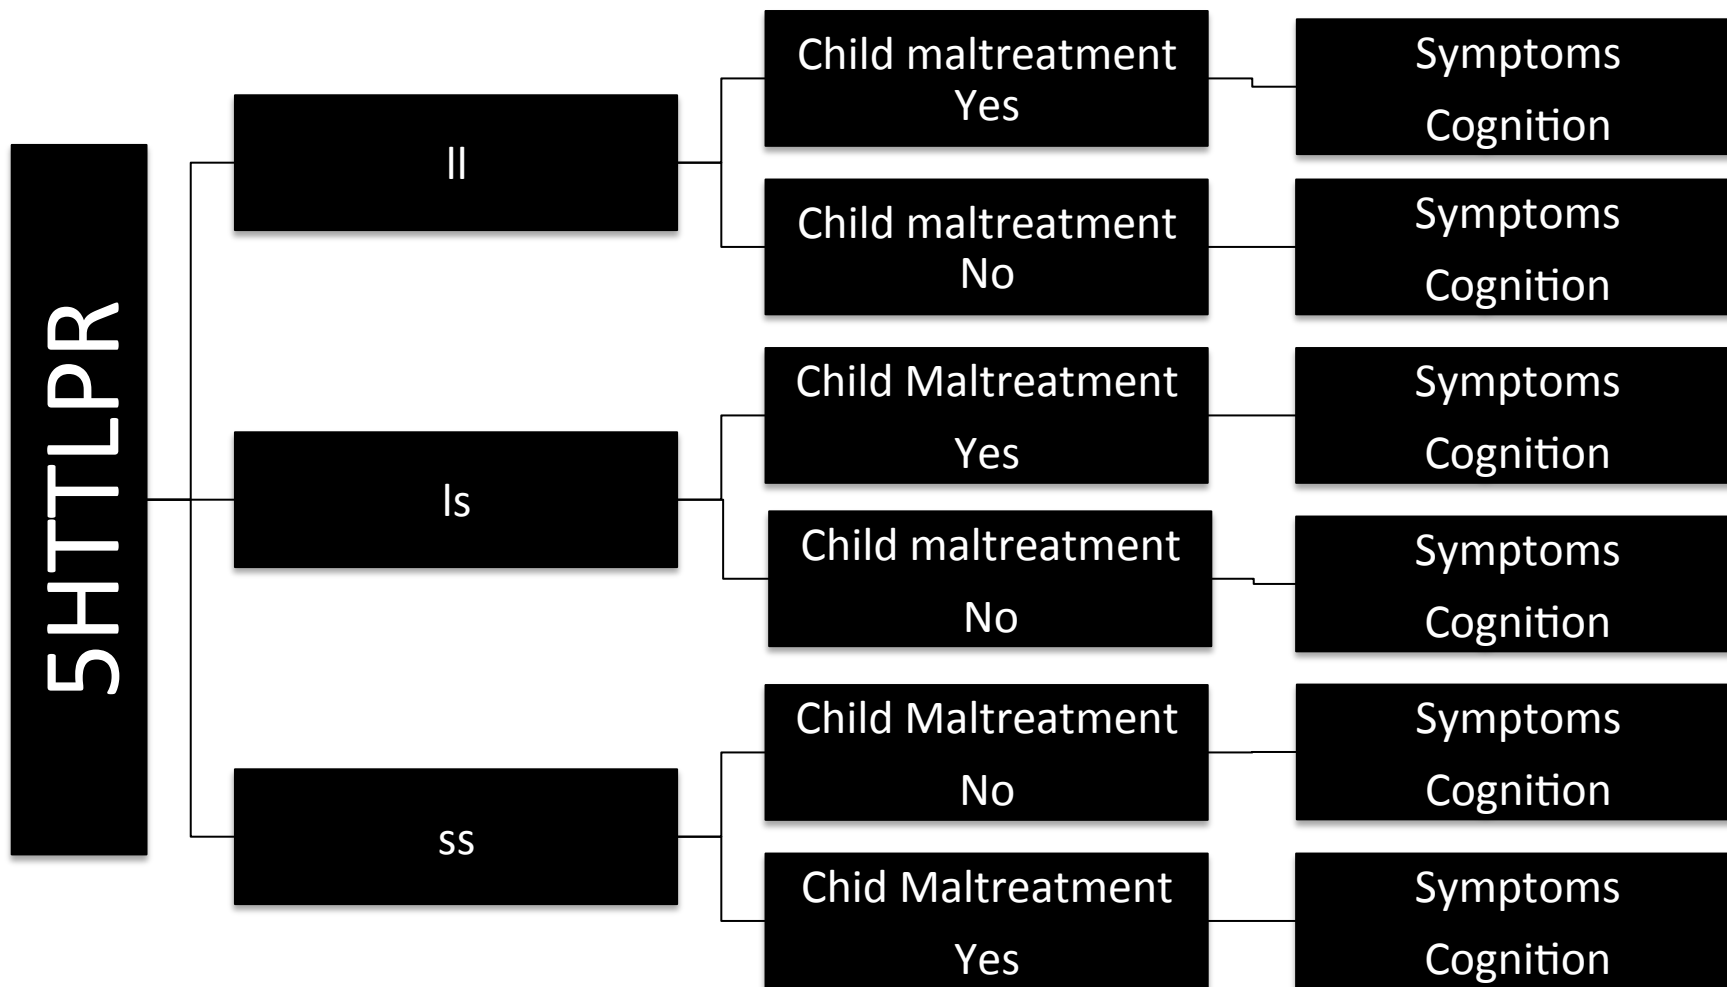 5HTTLPR
ll
Child maltreatment
Yes
Symptoms
Cognition
Child maltreatment
No
Symptoms
Cognition
ls
Child Maltreatment
Yes
Symptoms
Cognition
Child maltreatment
No
Symptoms
Cognition
ss
Child Maltreatment
No
Symptoms
Cognition
Chid Maltreatment
Yes
Symptoms
Cognition